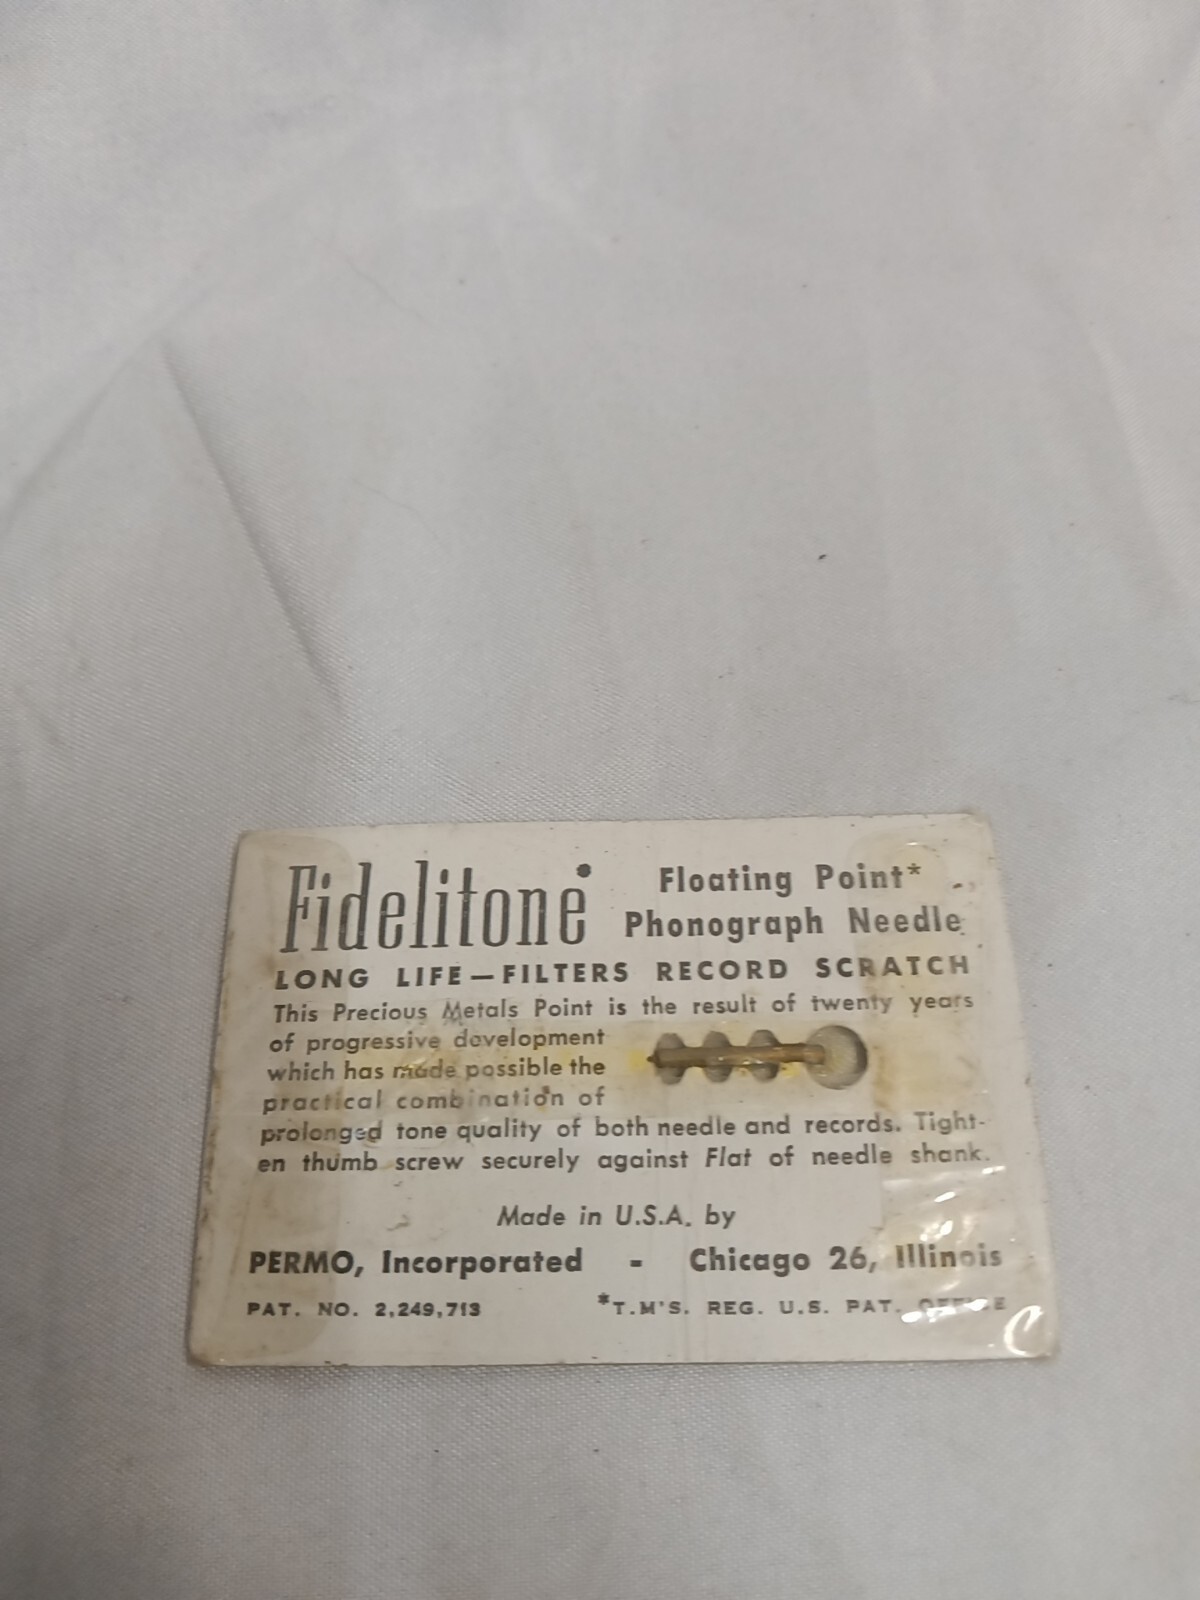 Fidelitone*
Floating Point*
Phonograph Needle
LONG LIFE—FILTERS RECORD SCRATCH
This Precious Metals Point is the result of twenty years
of progressive development
which has made possible the
practical combination of
prolonged tone quality of both needle and records. Tight-
en thumb screw securely against Flat of needle shank.
Made in U.S.A. by
PERMO, Incorporated - Chicago 26, Illinois
PAT. NO. 2,249,713 *T.M'S. REG. U.S. PAT. OFFICE